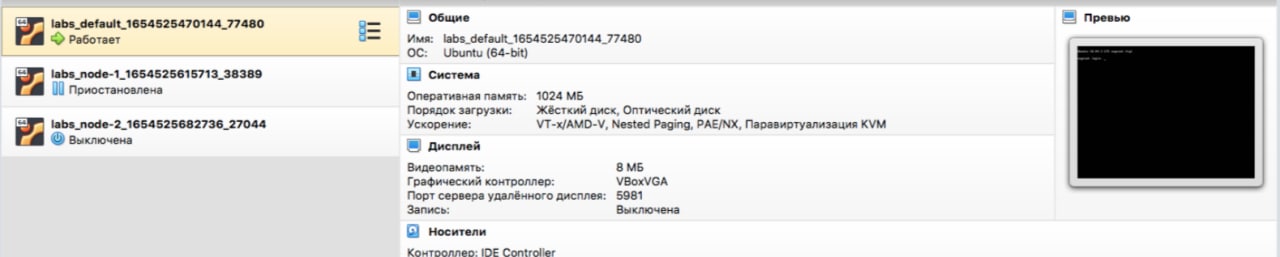 labs_default_1654525470144_77480
Работает
labs_node-1_1654525615713_38389
Приостановлена
labs_node-2_1654525682736_27044
Выключена
Общие
Имя: labs_default_1654525470144_77480
ОС: Ubuntu (64-bit)
Система
Оперативная память: 1024 МБ
Порядок загрузки: Жёсткий диск, Оптический диск
Ускорение: VT-x/AMD-V, Nested Paging, PAE/NX, Паравиртуализация KVM
Дисплей
Видеопамять: 8 МБ
Графический контроллер: VBoxVGA
Порт сервера удалённого дисплея: 5981
Запись: Выключена
Носители
Контроллер: IDE Controller
Превью